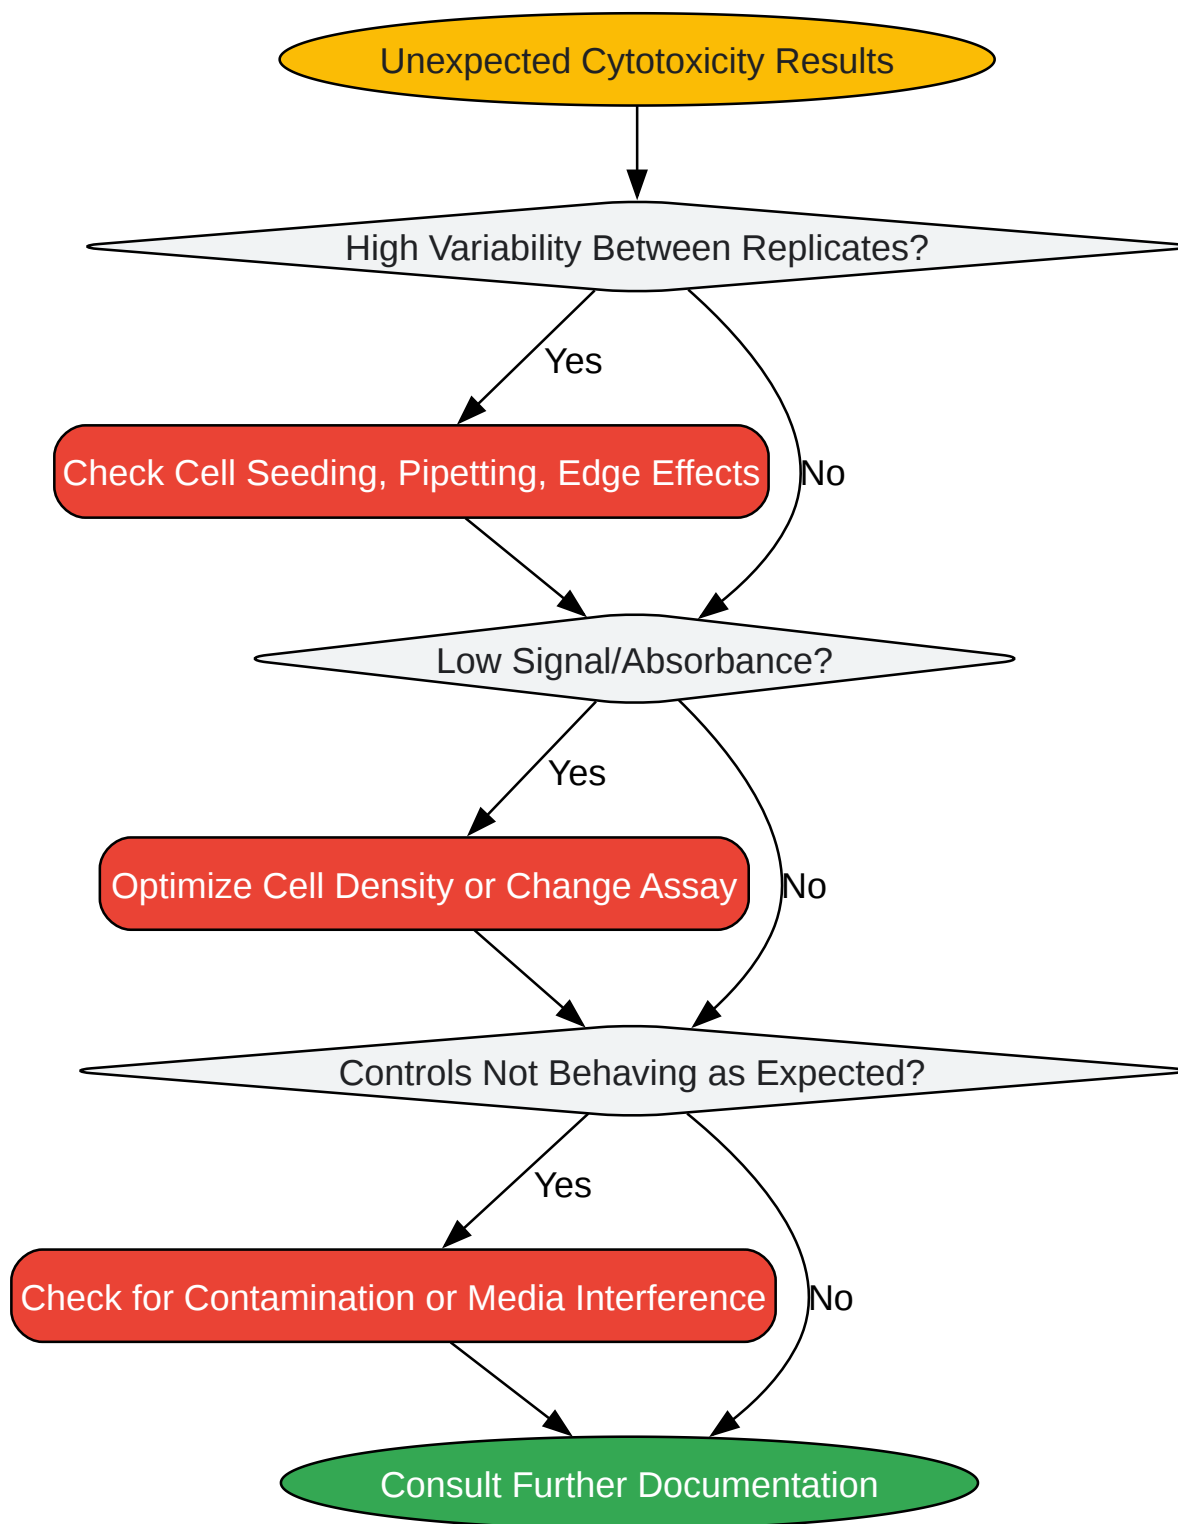 Unexpected Cytotoxicity Results
High Variability Between Replicates?
Yes
Check Cell Seeding, Pipetting, Edge Effects
No
Low Signal/Absorbance?
Yes
Optimize Cell Density or Change Assay
No
Controls Not Behaving as Expected?
Yes
Check for Contamination or Media Interference
No
Consult Further Documentation